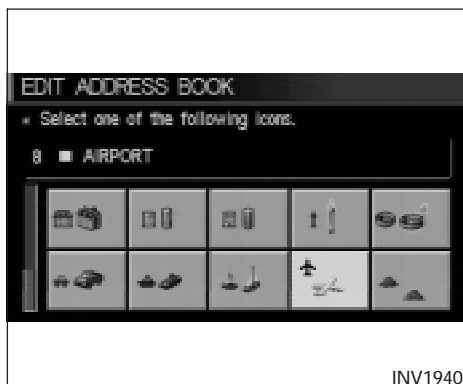 EDIT ADDRESS BOOK
Select one of the following icons.
8 AIRPORT
INV1940